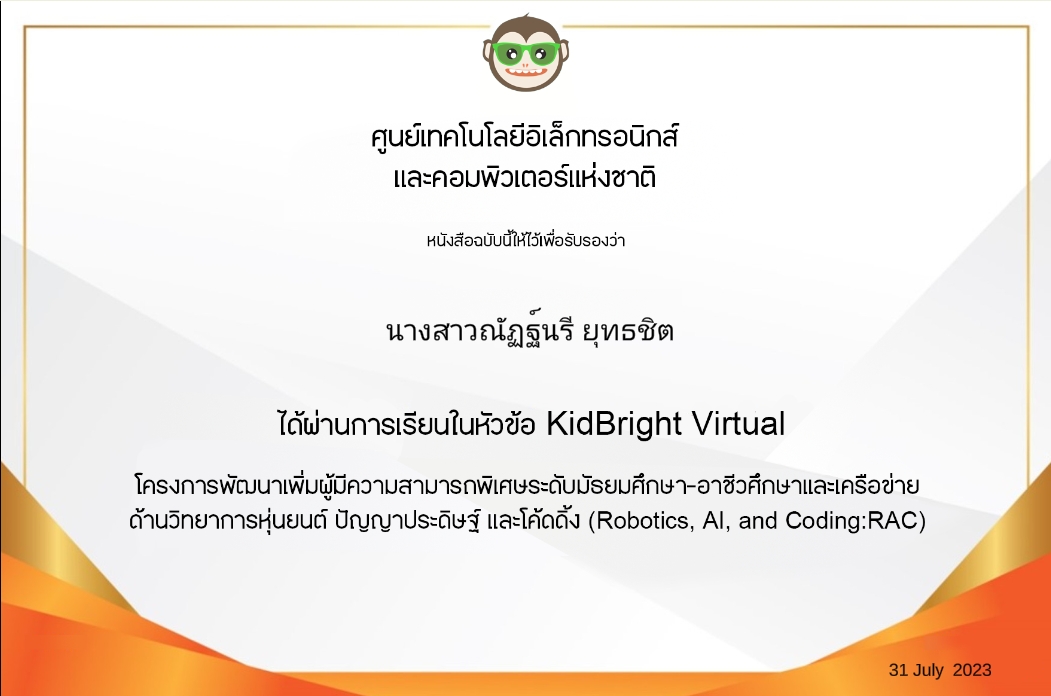 ศูนย์เทคโนโลยีอิเล็กทรอนิกส์
และคอมพิวเตอร์แห่งชาติ
หนังสือฉบับนี้ให้ไว้เพื่อรับรองว่า
นางสาวณัฏฐ์นรี ยุทธชิต
ได้ผ่านการเรียนในหัวข้อ KidBright Virtual
โครงการพัฒนาเพิ่มผู้มีความสามารถพิเศษระดับมัธยมศึกษา-อาชีวศึกษาและเครือข่าย
ด้านวิทยาการหุ่นยนต์ ปัญญาประดิษฐ์ และโค้ดดิ้ง (Robotics, AI, and Coding:RAC)
31 July 2023